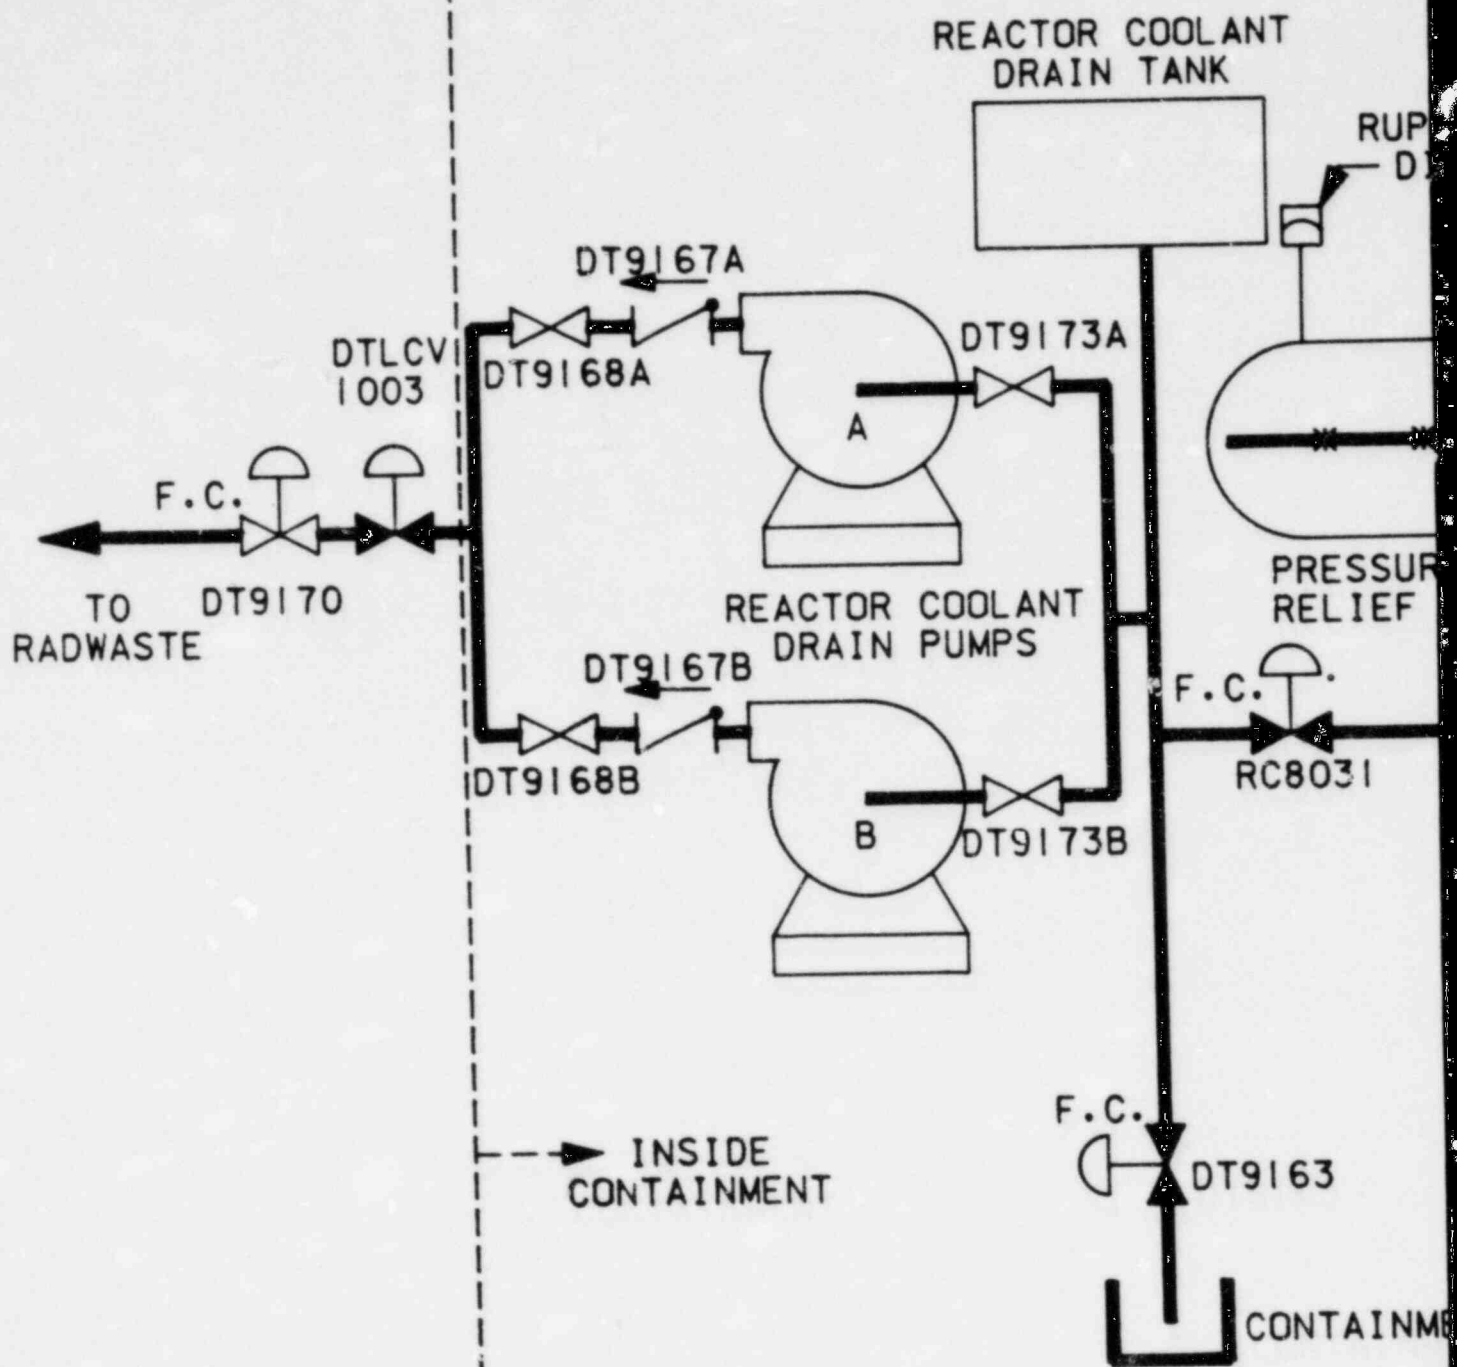 REACTOR COOLANT
DRAIN TANK
RUP
DI
DT9167A
DTLCV
1003
DT9168A
DT9173A
A
F.C.
DT9170
TO
RADWASTE
REACTOR COOLANT
DRAIN PUMPS
PRESSUR
RELIEF
DT9167B
F.C.
RC8031
DT9168B
B
DT9173B
F.C.
DT9163
INSIDE
CONTAINMENT
CONTAINME